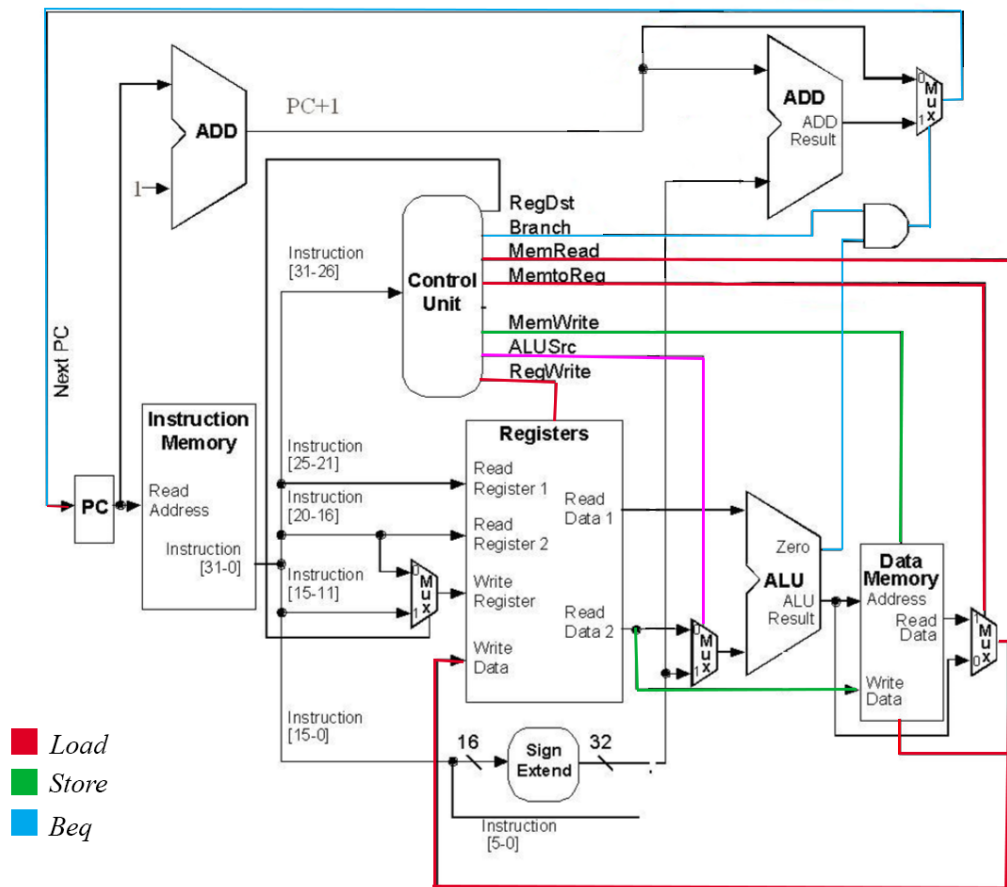 ADD
PC+1
1
ADD
ADD
Result
0
Mux
1
RegDst
Branch
MemRead
MemtoReg
MemWrite
ALUSrc
RegWrite
Control
Unit
Instruction
[31-26]
Next PC
Instruction
Memory
Read
Address
Instruction
[31-0]
PC
Instruction
[25-21]
Instruction
[20-16]
Instruction
[15-11]
0
Mux
1
Registers
Read
Register 1
Read
Register 2
Write
Register
Write
Data
Read
Data 1
Read
Data 2
0
Mux
1
Zero
ALU
ALU
Result
Data
Memory
Address
Read
Data
Write
Data
1
Mux
0
Instruction
[15-0]
16
Sign
Extend
32
Instruction
[5-0]
Load
Store
Beq